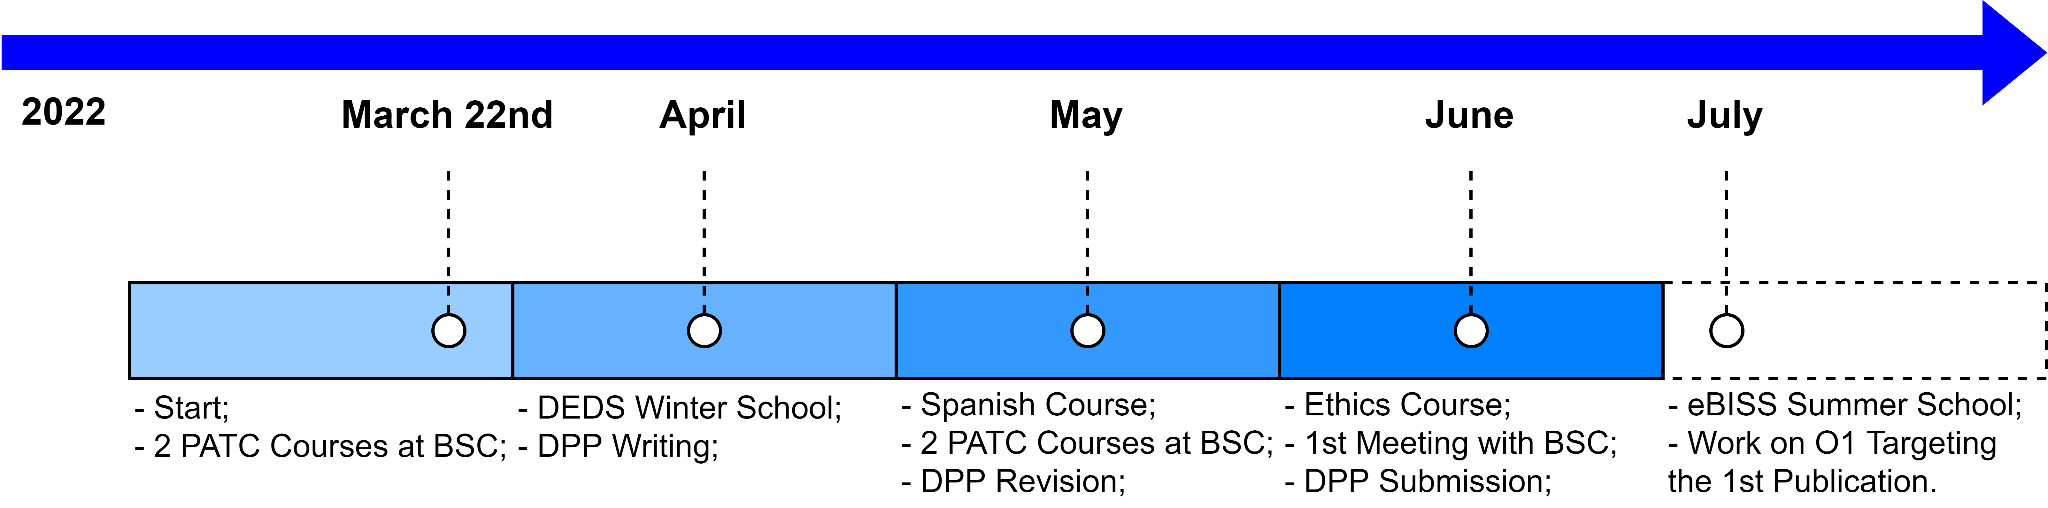 2022
March 22nd
April
May
June
July
- Start;
- 2 PATC Courses at BSC;
- DEDS Winter School;
- DPP Writing;
- Spanish Course;
- 2 PATC Courses at BSC;
- DPP Revision;
- Ethics Course;
- 1st Meeting with BSC;
- DPP Submission;
- eBISS Summer School;
- Work on O1 Targeting
the 1st Publication.